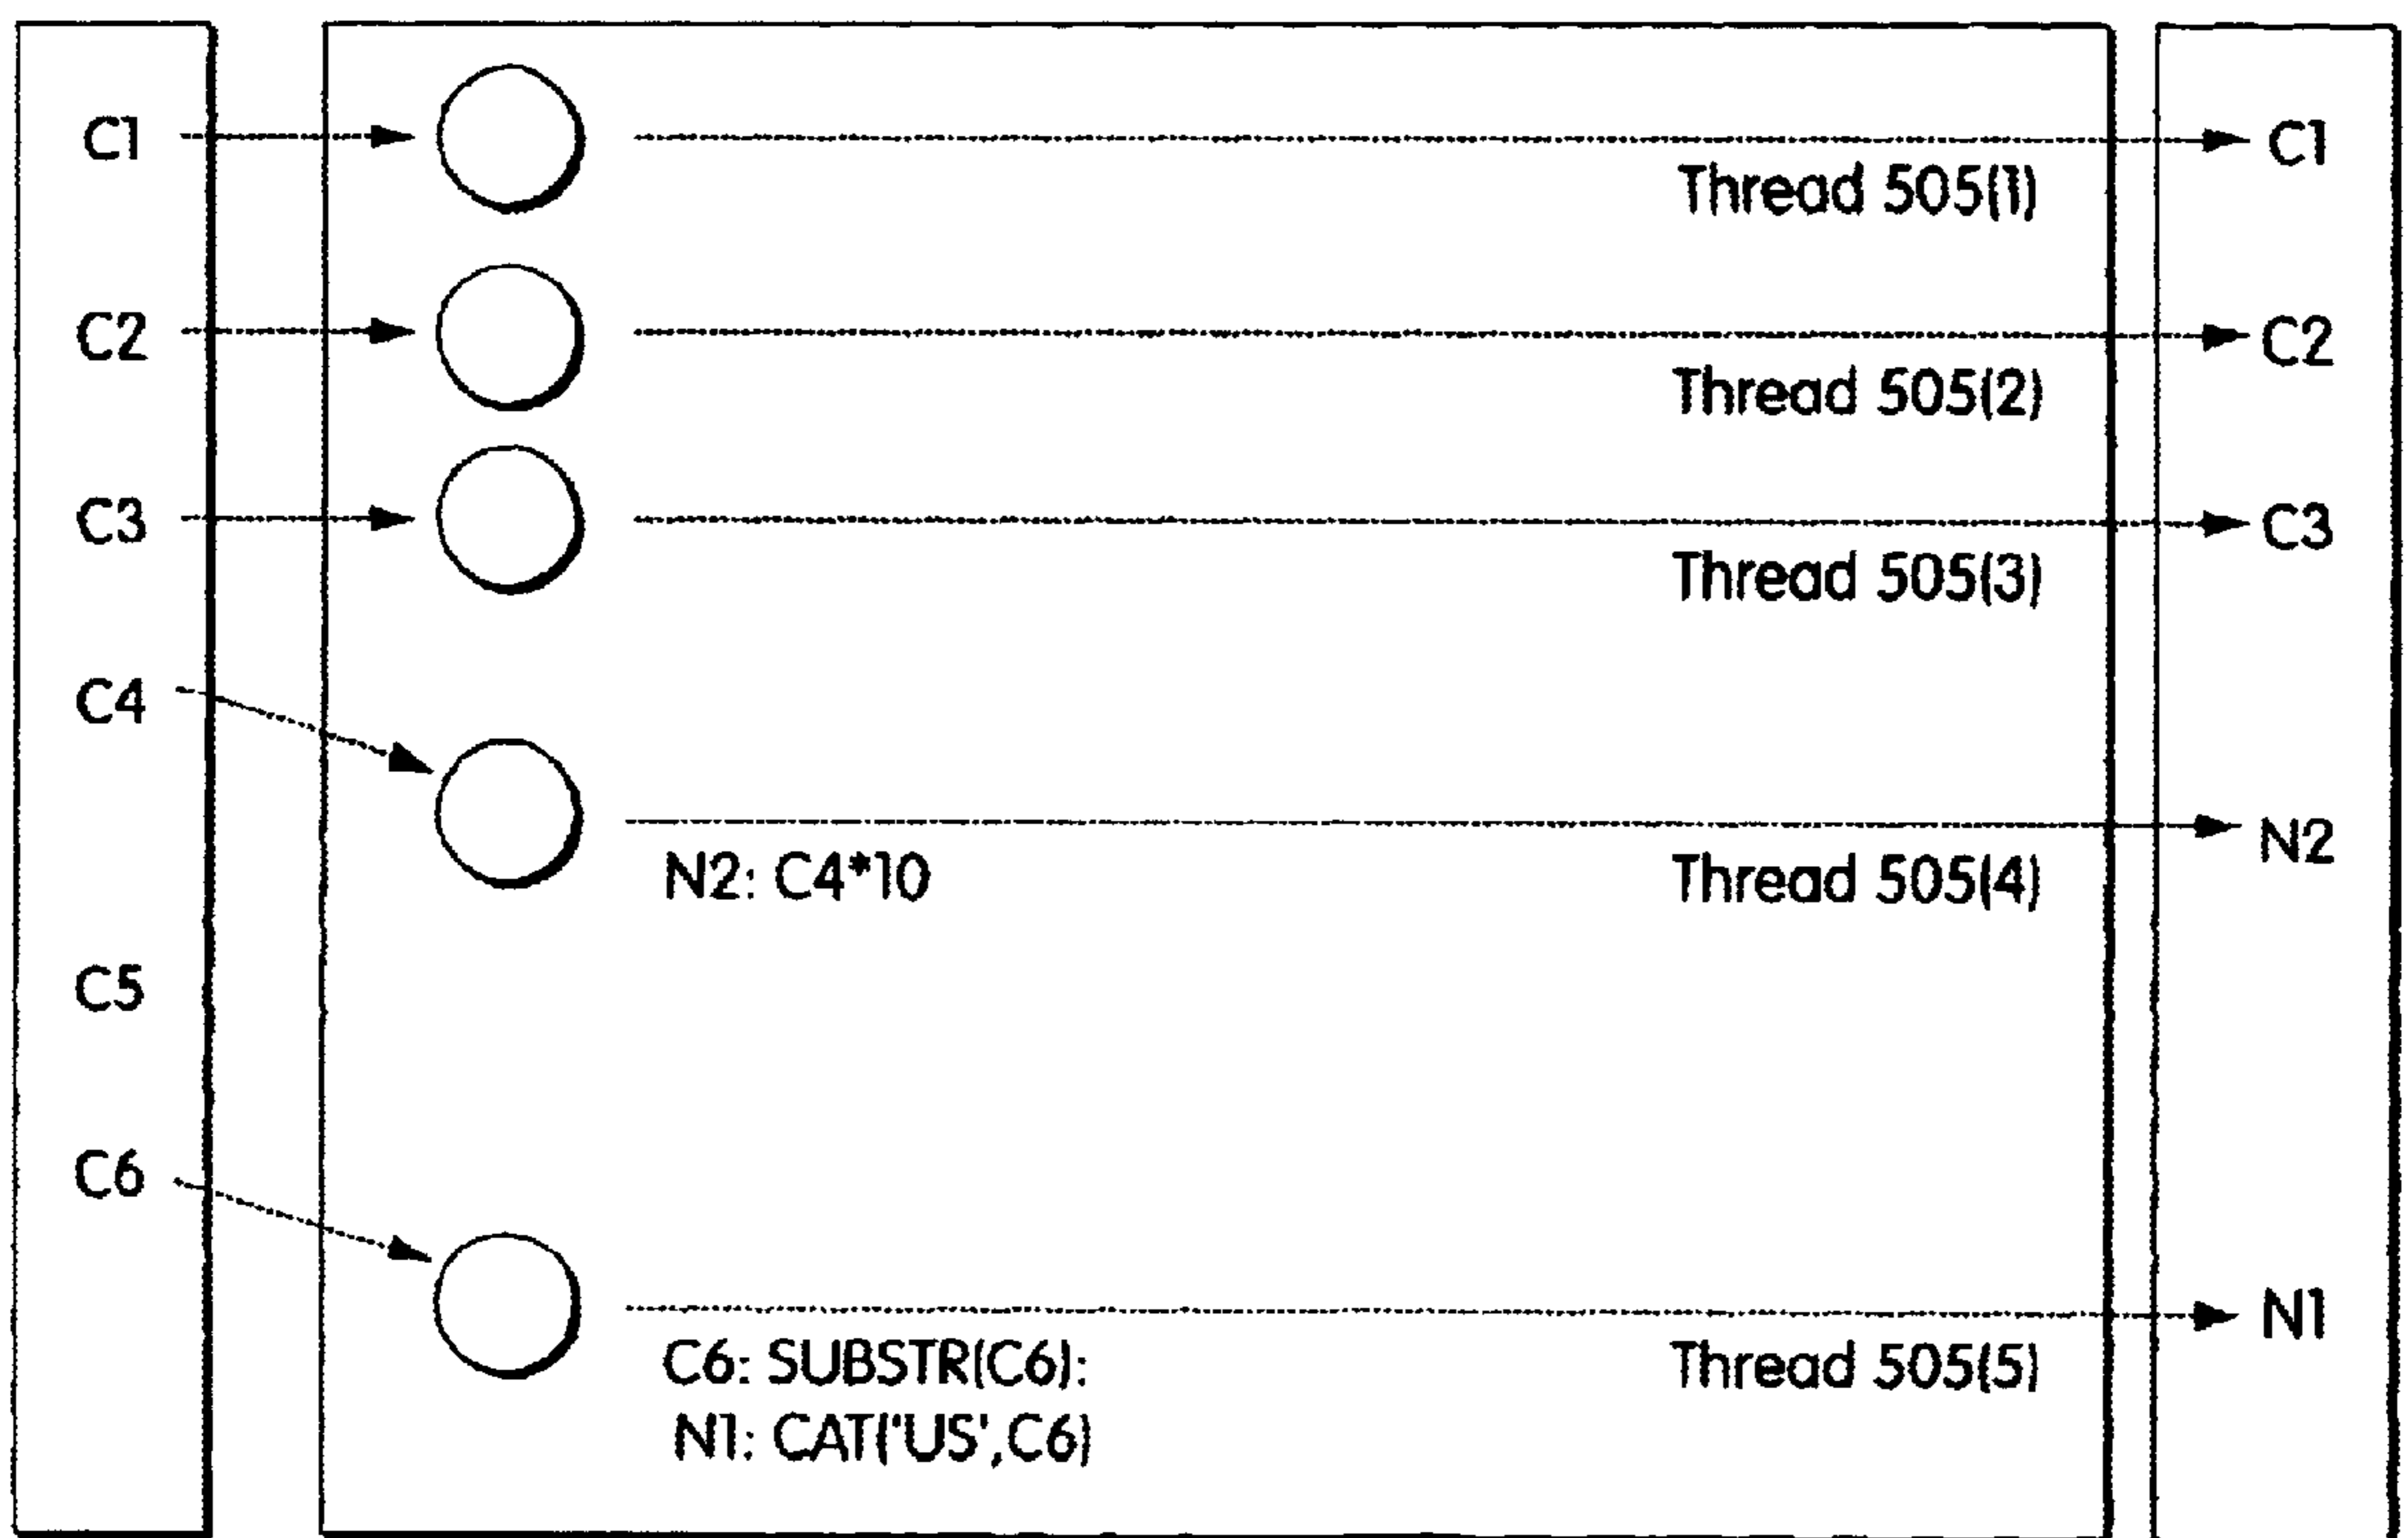 C1
C1
Thread 505(1)
C2
C2
Thread 505(2)
C3
C3
Thread 505(3)
C4
N2
N2: C4*10
Thread 505(4)
C5
C6
N1
C6: SUBSTR(C6):
Thread 505(5)
N1: CAT('US',C6)